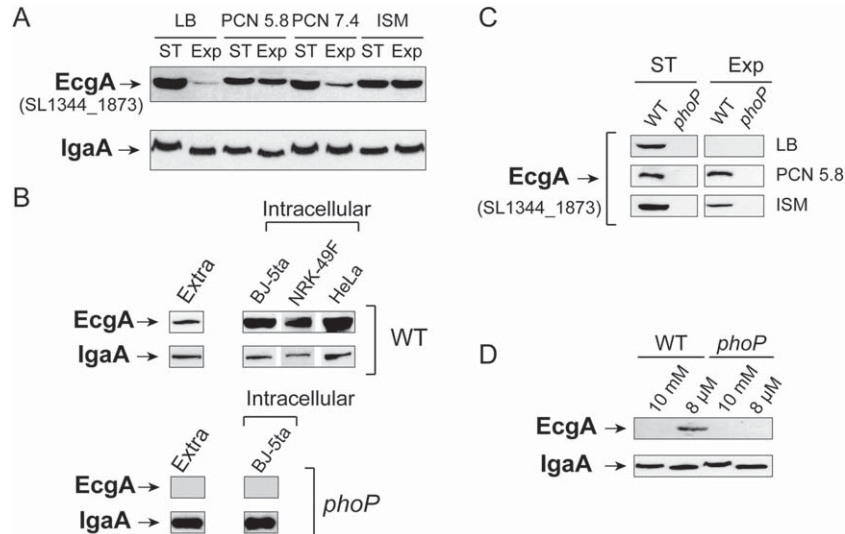 A
LB PCN 5.8 PCN 7.4 ISM
ST Exp ST Exp ST Exp ST Exp
EcgA →
(SL1344_1873)
IgaA →
B
Intracellular
Extra BJ-5ta NRK-49F HeLa
EcgA →
IgaA →
WT
Intracellular
Extra BJ-5ta
EcgA →
IgaA →
phoP
C
ST Exp
WT phoP WT phoP
LB
EcgA → PCN 5.8
(SL1344_1873) ISM
D
WT phoP
10 mM 8 µM 10 mM 8 µM
EcgA →
IgaA →